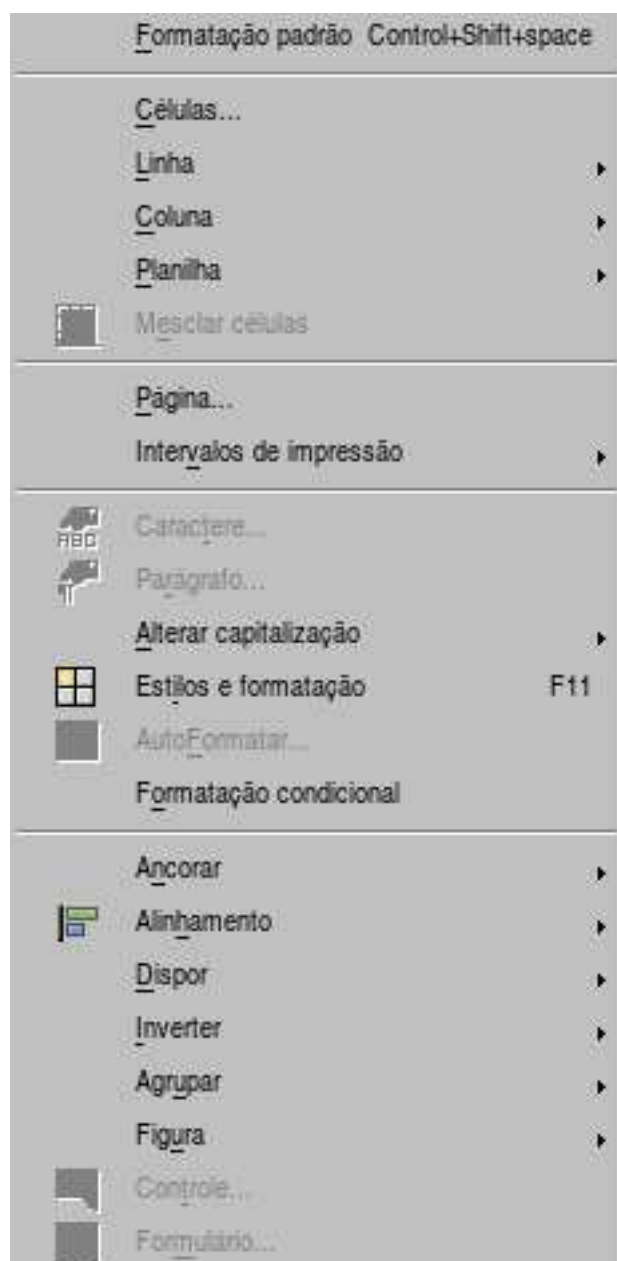 Formatação padrão Control+Shift+space
Células...
Linha
Coluna
Planilha
Mesclar células
Página...
Intervalos de impressão
ABC Caractere...
Parágrafo...
Alterar capitalização
Estilos e formatação F11
AutoFormatar...
Formatação condicional
Ancorar
Alinhamento
Dispor
Inverter
Agrupar
Figura
Controle...
Formulário...